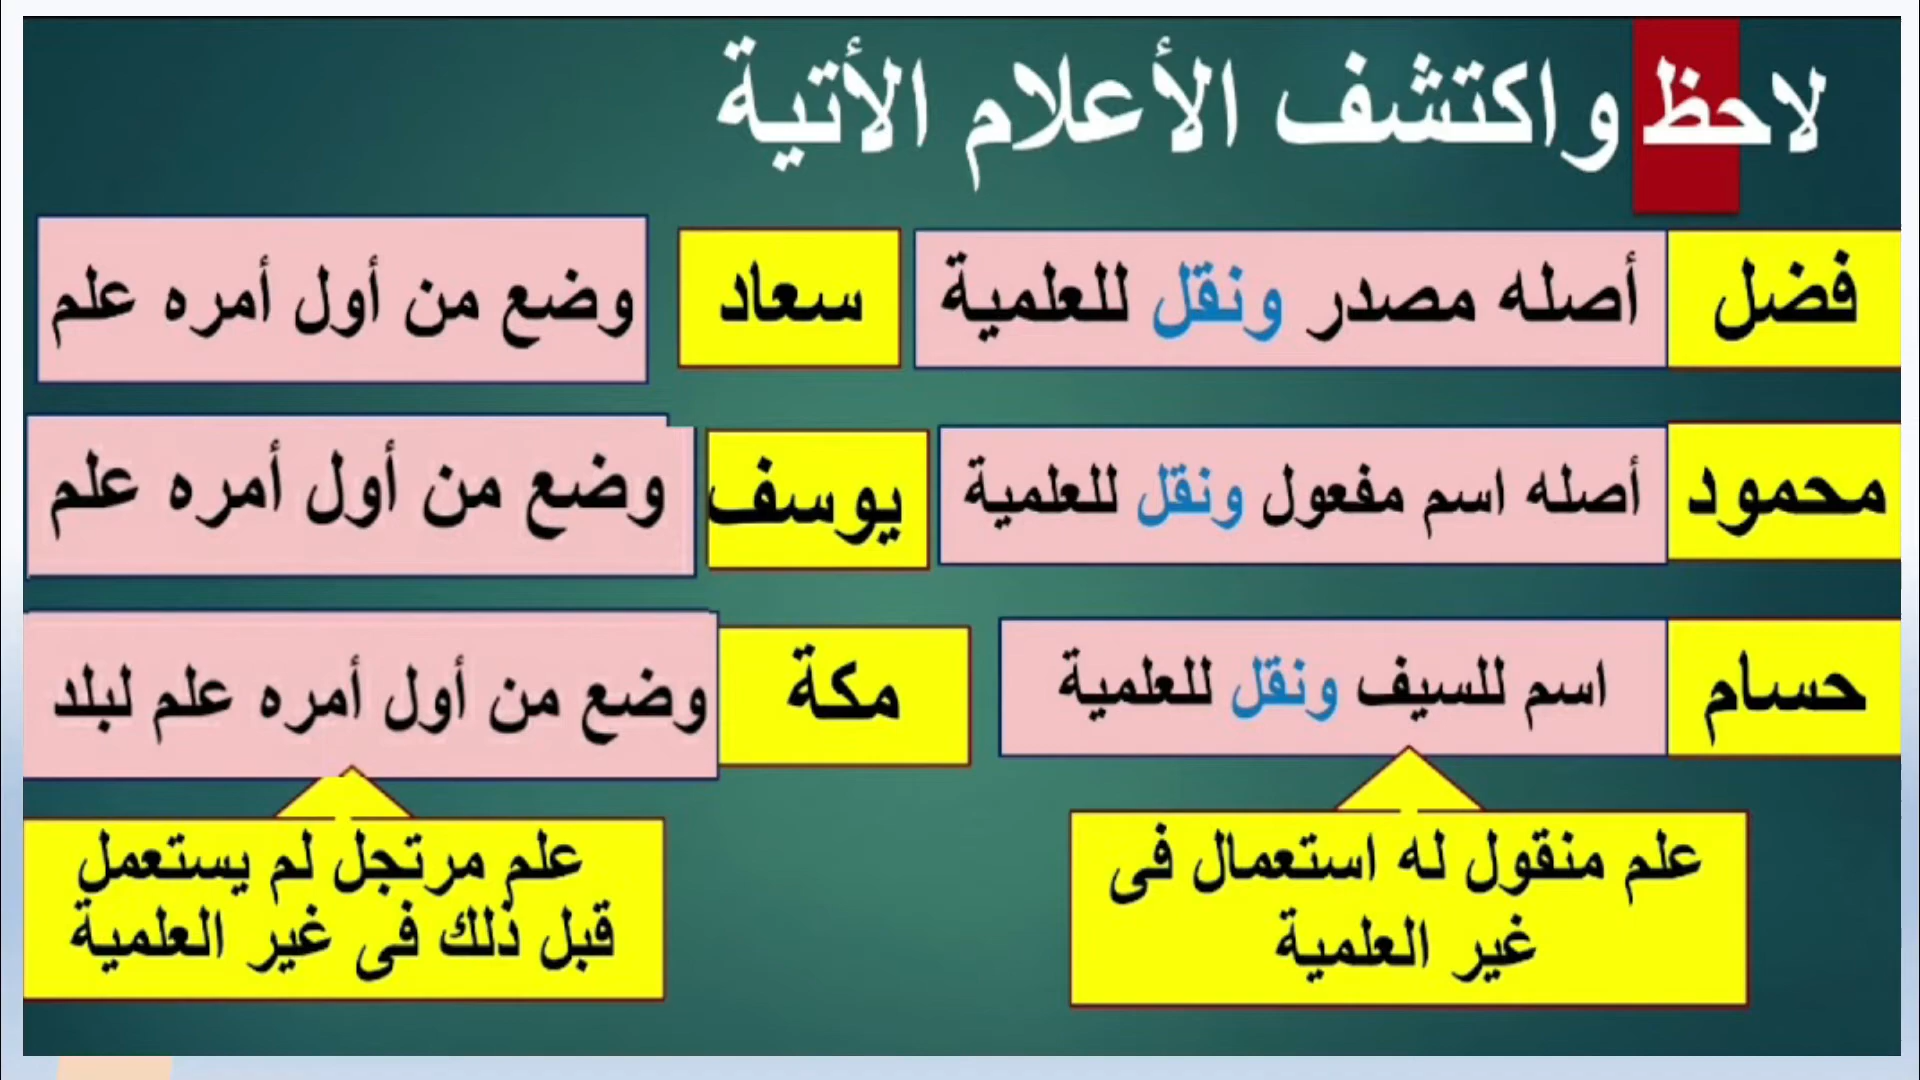 لاحظ واكتشف الأعلام الأتية
فضل
أصله مصدر ونقل للعلمية
سعاد
وضع من أول أمره علم
محمود
أصله اسم مفعول ونقل للعلمية
يوسف
وضع من أول أمره علم
حسام
اسم للسيف ونقل للعلمية
مكة
وضع من أول أمره علم لبلد
علم منقول له استعمال فى
غير العلمية
علم مرتجل لم يستعمل
قبل ذلك فى غير العلمية